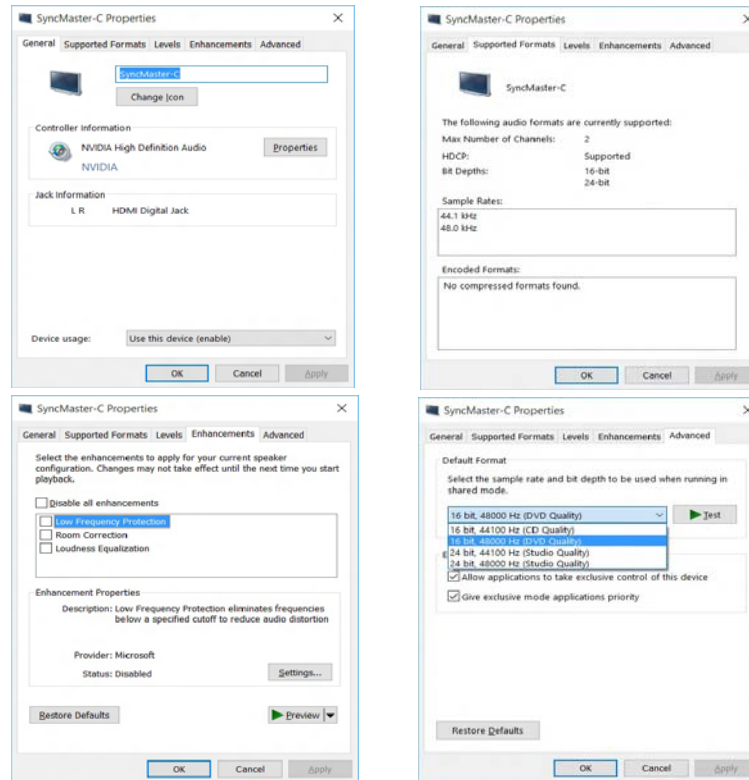 SyncMaster-C Properties
General Supported Formats Levels Enhancements Advanced
SyncMaster-C
Change Icon
Controller Information
NVIDIA High Definition Audio Properties
NVIDIA
Jack Information
L R HDMI Digital Jack
Device usage: Use this device (enable)
OK Cancel Apply
SyncMaster-C Properties
General Supported Formats Levels Enhancements Advanced
SyncMaster-C
The following audio formats are currently supported:
Max Number of Channels: 2
HDCP: Supported
Bit Depths: 16-bit
24-bit
Sample Rates:
44.1 kHz
48.0 kHz
Encoded Formats:
No compressed formats found.
OK Cancel Apply
SyncMaster-C Properties
General Supported Formats Levels Enhancements Advanced
Select the enhancements to apply for your current speaker
configuration. Changes may not take effect until the next time you start
playback.
Disable all enhancements
Low Frequency Protection
Room Correction
Loudness Equalization
Enhancement Properties
Description: Low Frequency Protection eliminates frequencies
below a specified cutoff to reduce audio distortion
Provider: Microsoft
Status: Disabled Settings...
Restore Defaults Preview
OK Cancel Apply
SyncMaster-C Properties
General Supported Formats Levels Enhancements Advanced
Default Format
Select the sample rate and bit depth to be used when running in
shared mode.
16 bit, 48000 Hz (DVD Quality) Test
16 bit, 44100 Hz (CD Quality)
16 bit, 48000 Hz (DVD Quality)
24 bit, 44100 Hz (Studio Quality)
24 bit, 48000 Hz (Studio Quality)
Allow applications to take exclusive control of this device
Give exclusive mode applications priority
Restore Defaults
OK Cancel Apply